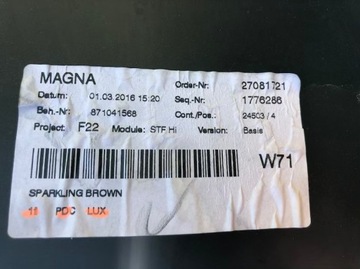 MAGNA Order-Nr: 27081721
Datum: 01.03.2016 15:20 Seq.-Nr: 1776286
Beh.-Nr: 871041568 Cont./Pos.: 24503 / 4
Project: F22 Module: STF Hi Version: Basis
W71
SPARKLING BROWN
PDC LUX